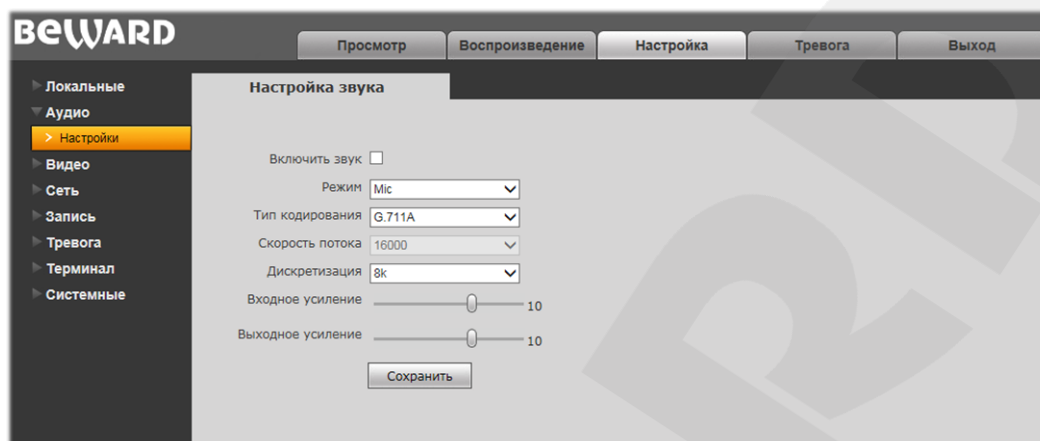 BEWARD
Просмотр
Воспроизведение
Настройка
Тревога
Выход
Локальные
Аудио
> Настройки
Видео
Сеть
Запись
Тревога
Терминал
Системные
Настройка звука
Включить звук
Режим Mic
Тип кодирования G.711A
Скорость потока 16000
Дискретизация 8k
Входное усиление 10
Выходное усиление 10
Сохранить